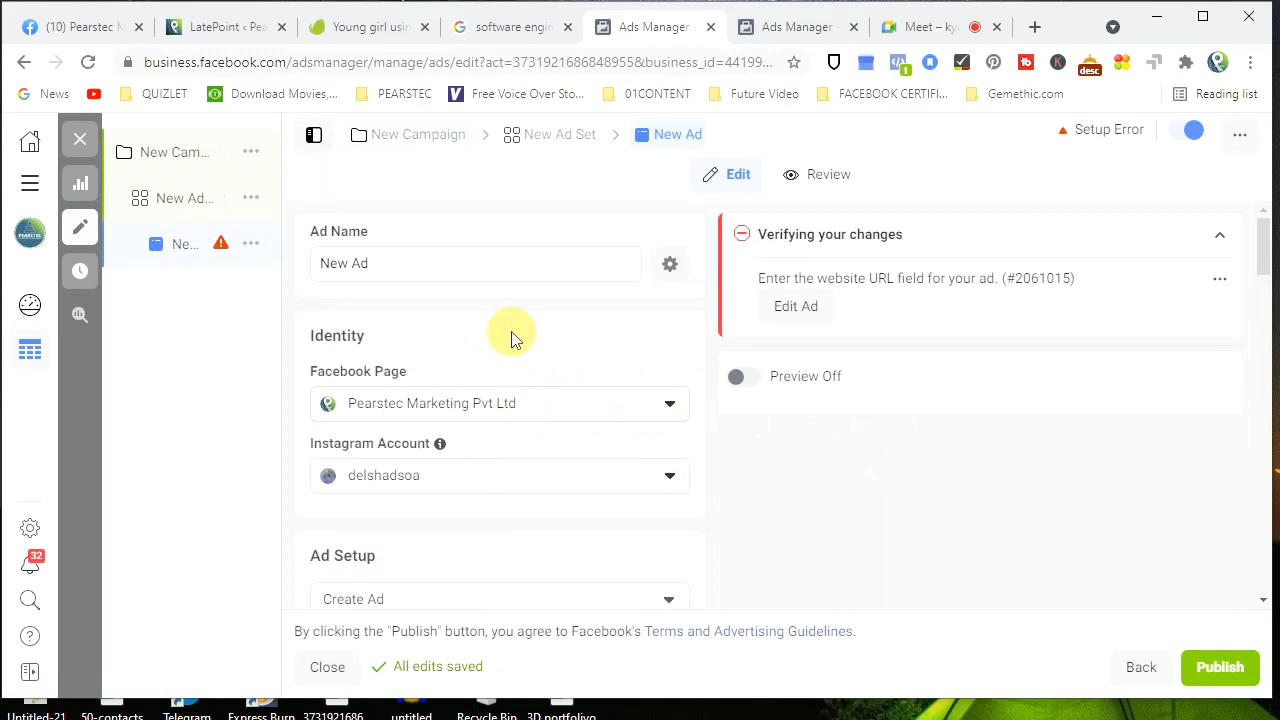 (10) Pearstec M
LatePoint ‹ Pea
Young girl usin
software engin
Ads Manager -
Ads Manager
Meet – kyu
business.facebook.com/adsmanager/manage/ads/edit?act=3731921686848955&business_id=44199...
1
desc
News
QUIZLET
Download Movies,...
PEARSTEC
Free Voice Over Sto...
01CONTENT
Future Video
FACEBOOK CERTIFI...
Gemethic.com
Reading list
New Cam...
New Campaign
New Ad Set
New Ad
Setup Error
Edit
Review
New Ad...
Ne...
Ad Name
New Ad
Verifying your changes
Enter the website URL field for your ad. (#2061015)
Edit Ad
Identity
Facebook Page
Pearstec Marketing Pvt Ltd
Preview Off
Instagram Account
delshadsoa
Ad Setup
Create Ad
32
By clicking the "Publish" button, you agree to Facebook's Terms and Advertising Guidelines.
Close
All edits saved
Back
Publish
Untitled-21
50-contacts
Telegram
Express Burn
3731921686
untitled
Recycle Bin
3D portfolivo